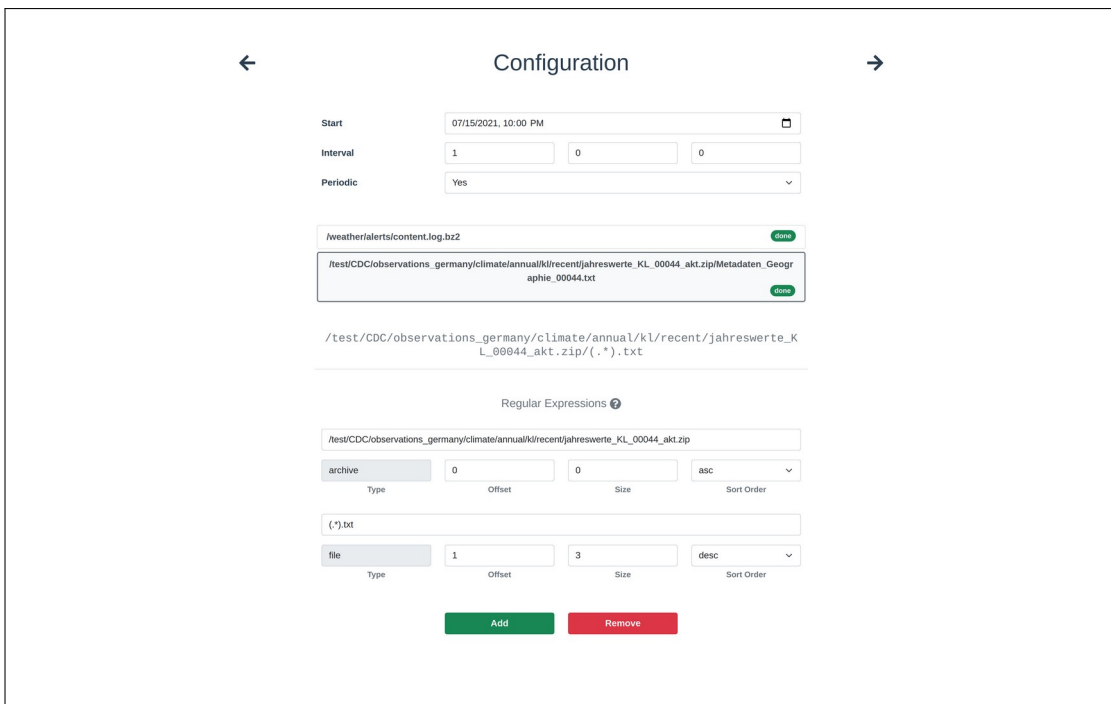 Configuration
Start
07/15/2021, 10:00 PM
Interval
1 0 0
Periodic
Yes
/weather/alerts/content.log.bz2
done
/test/CDC/observations_germany/climate/annual/kl/recent/jahreswerte_KL_00044_akt.zip/Metadaten_Geogr
aphie_00044.txt
done
/test/CDC/observations_germany/climate/annual/kl/recent/jahreswerte_K
L_00044_akt.zip/(.*).txt
Regular Expressions ?
/test/CDC/observations_germany/climate/annual/kl/recent/jahreswerte_KL_00044_akt.zip
archive 0 0 asc
Type Offset Size Sort Order
(.*).txt
file 1 3 desc
Type Offset Size Sort Order
Add Remove